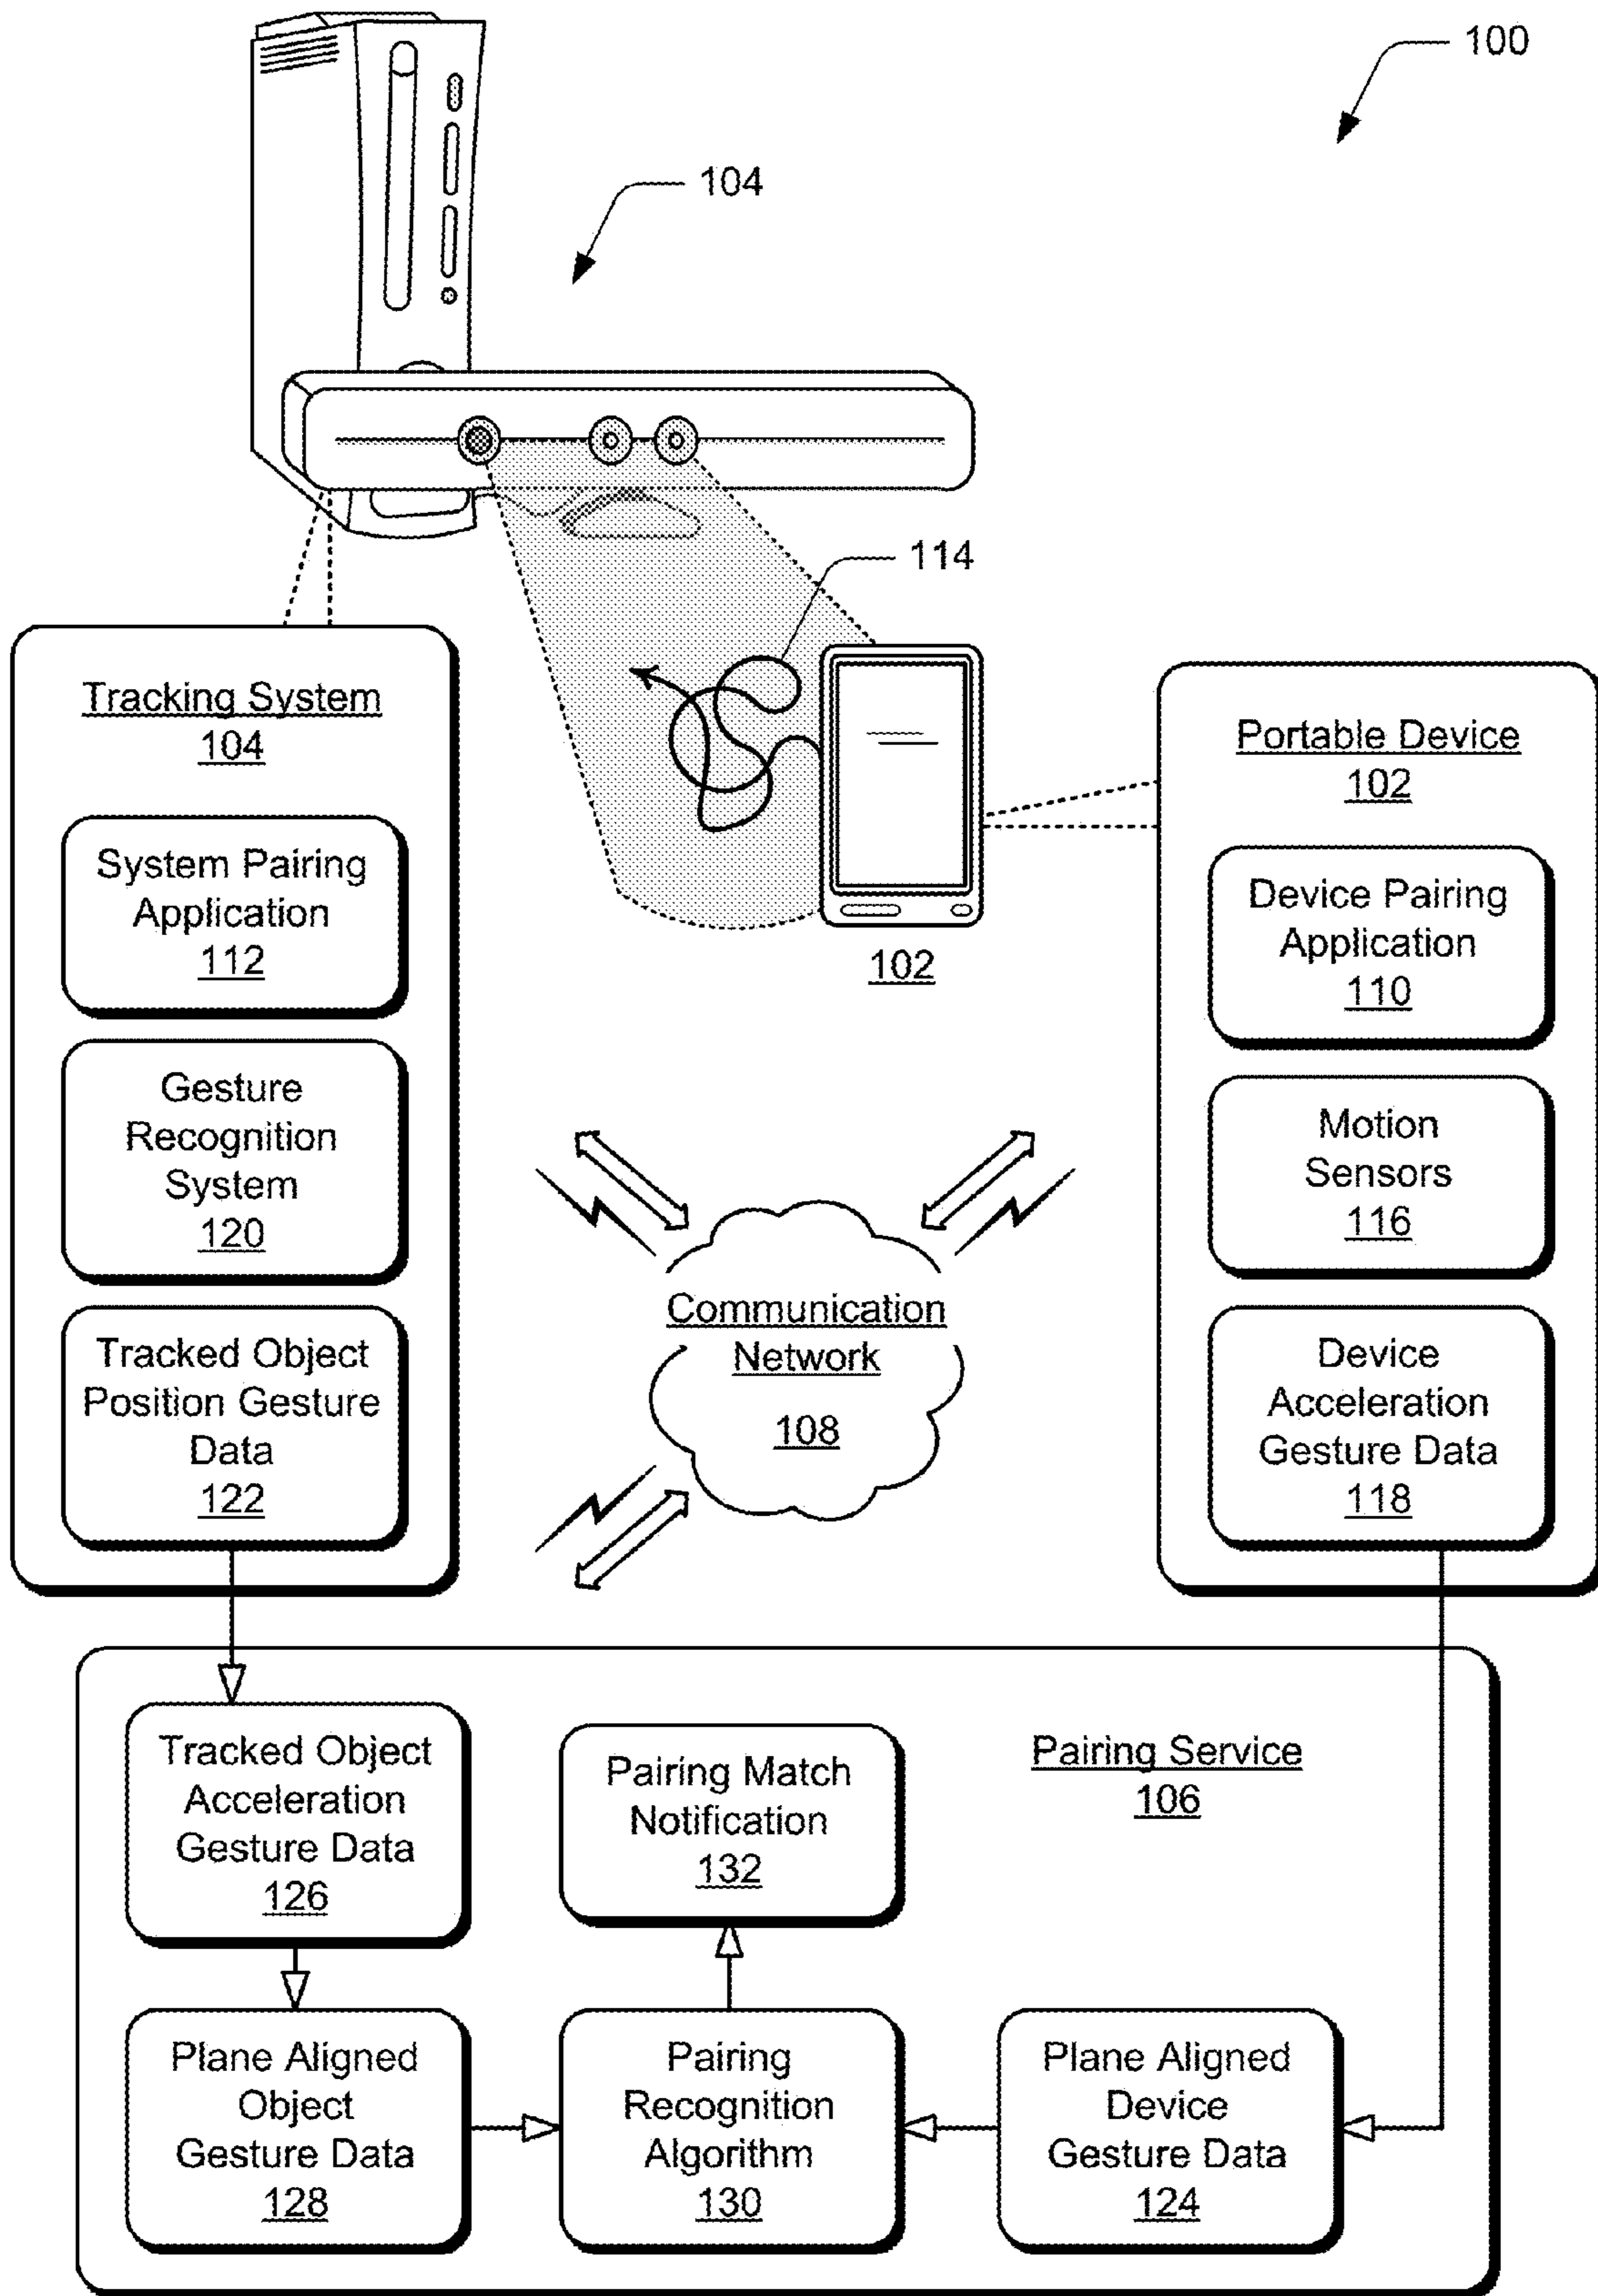 100
104
114
Tracking System
104
System Pairing
Application
112
Gesture
Recognition
System
120
Tracked Object
Position Gesture
Data
122
102
Portable Device
102
Device Pairing
Application
110
Motion
Sensors
116
Device
Acceleration
Gesture Data
118
Communication
Network
108
Pairing Service
106
Tracked Object
Acceleration
Gesture Data
126
Pairing Match
Notification
132
Plane Aligned
Object
Gesture Data
128
Pairing
Recognition
Algorithm
130
Plane Aligned
Device
Gesture Data
124